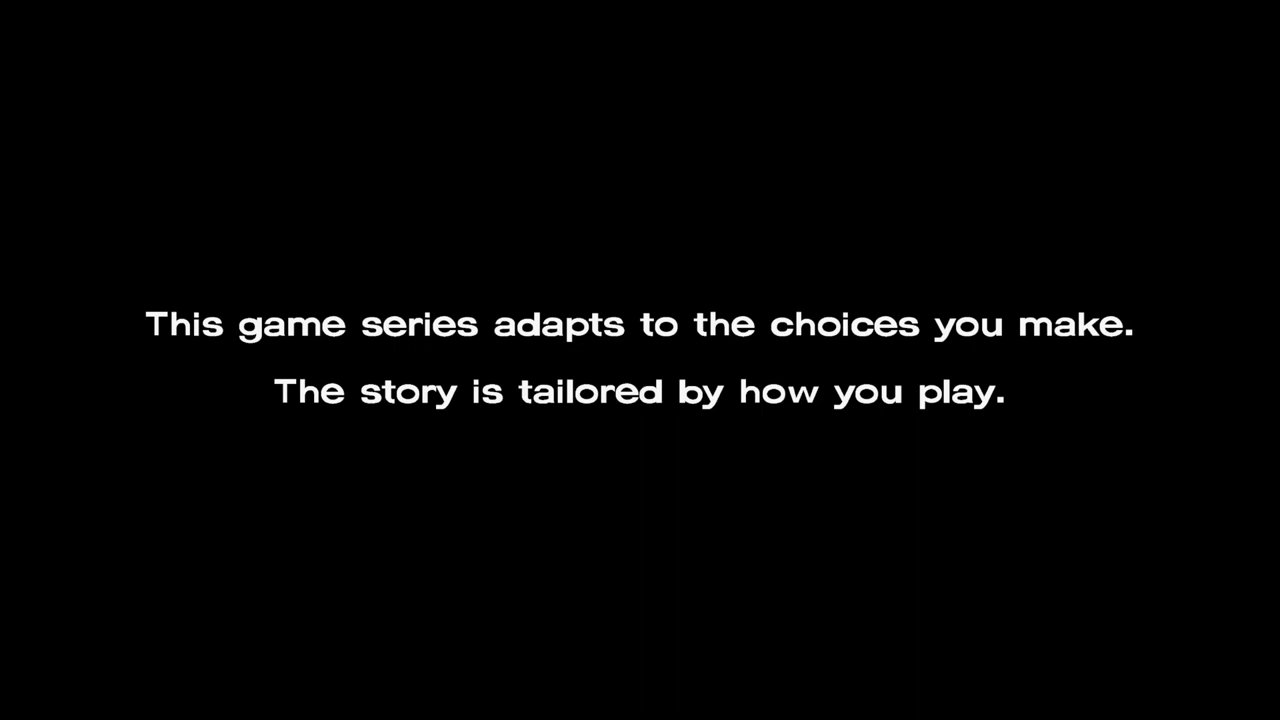 This game series adapts to the choices you make.
The story is tailored by how you play.